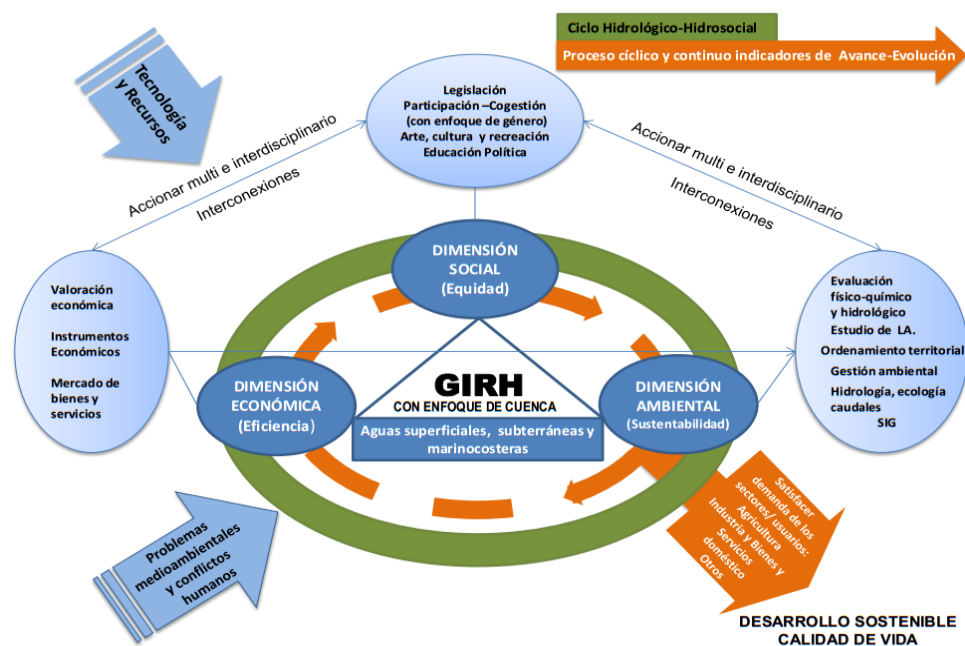 Ciclo Hidrológico-Hidrosocial
Proceso cíclico y continuo indicadores de Avance-Evolución
Tecnología
y Recursos
Legislación
Participación –Cogestión
(con enfoque de género)
Arte, cultura y recreación
Educación Política
Accionar multi e interdisciplinario
Interconexiones
Accionar multi e interdisciplinario
Interconexiones
DIMENSIÓN
SOCIAL
(Equidad)
Valoración
económica
Instrumentos
Económicos
Mercado de
bienes y
servicios
Evaluación
físico-químico
y hidrológico
Estudio de LA.
Ordenamiento territorial
Gestión ambiental
Hidrología, ecología
caudales
SIG
DIMENSIÓN
ECONÓMICA
(Eficiencia)
GIRH
CON ENFOQUE DE CUENCA
Aguas superficiales, subterráneas y
marinocosteras
DIMENSIÓN
AMBIENTAL
(Sustentabilidad)
Problemas
medioambientales
y conflictos
humanos
Satisfacer
demanda de los
sectores/ usuarios:
Agricultura
Industria y Bienes y
Servicios
doméstico
Otros
DESARROLLO SOSTENIBLE
CALIDAD DE VIDA